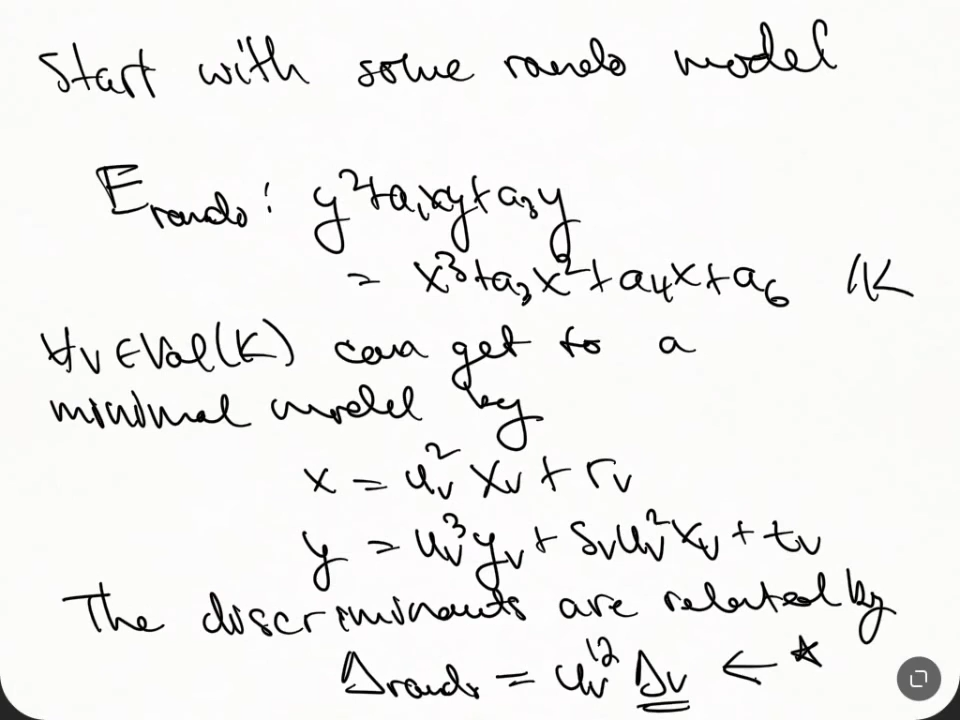 Start with some rando model
E_rando: y²+a₁xy+a₃y
= x³+a₂x²+a₄x+a₆ /K
∀v∈Val(K) can get to a
minimal model by
x = u_v² x_v + r_v
y = u_v³ y_v + s_v u_v² x_v + t_v
The discriminants are related by
Δ_rando = u_v¹² Δ_v ← ☆